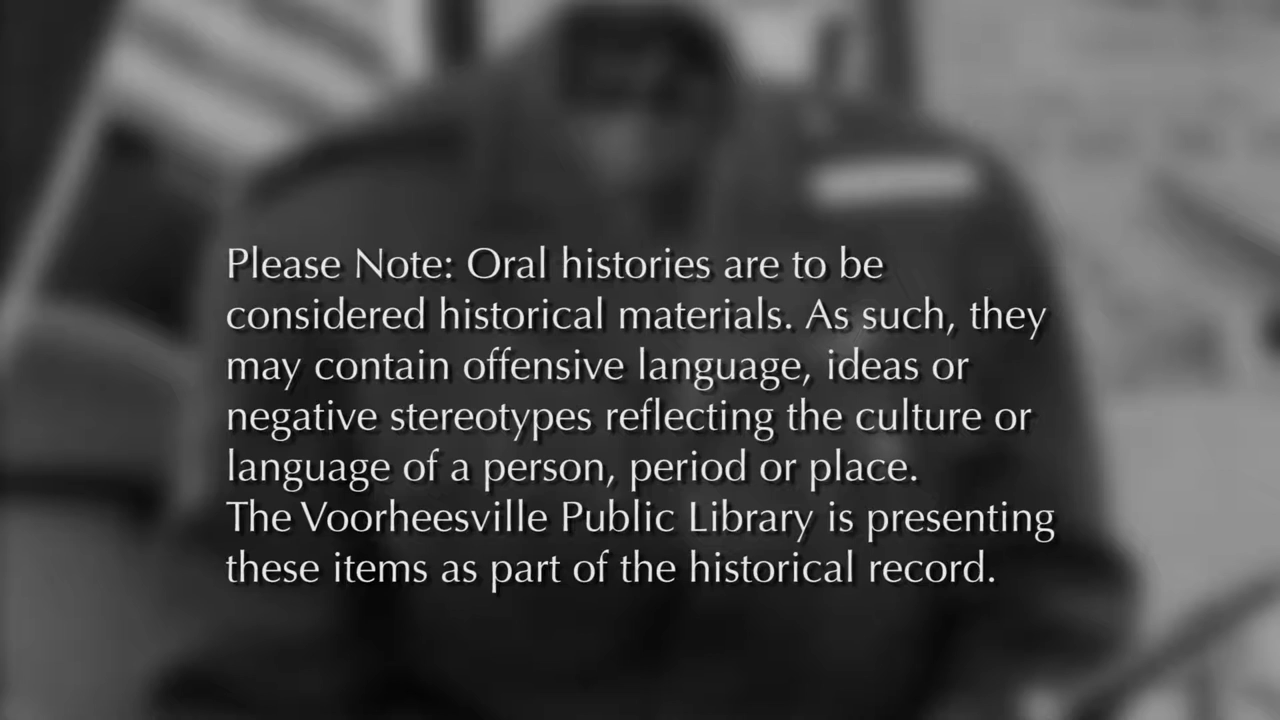 Please Note: Oral histories are to be
considered historical materials. As such, they
may contain offensive language, ideas or
negative stereotypes reflecting the culture or
language of a person, period or place.
The Voorheesville Public Library is presenting
these items as part of the historical record.